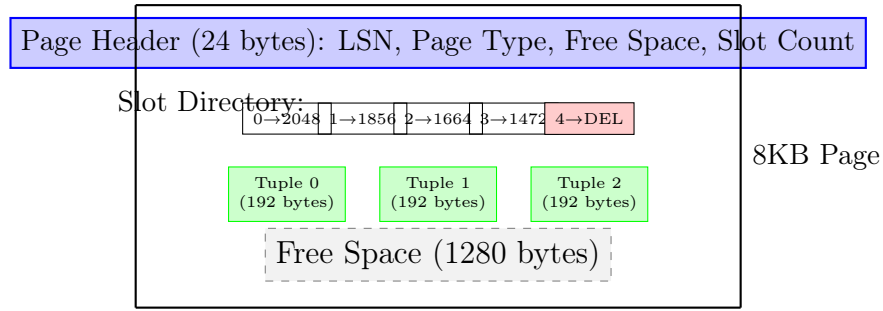 Page Header (24 bytes): LSN, Page Type, Free Space, Slot Count
Slot Directory:
0→2048 1→1856 2→1664 3→1472 4→DEL
8KB Page
Tuple 0 (192 bytes)
Tuple 1 (192 bytes)
Tuple 2 (192 bytes)
Free Space (1280 bytes)